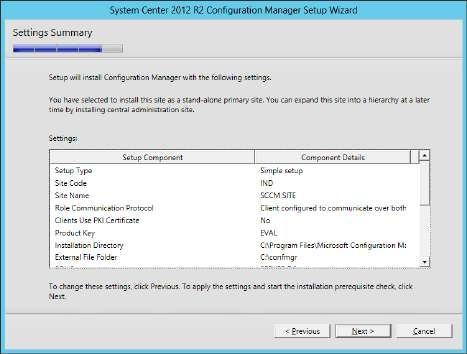 System Center 2012 R2 Configuration Manager Setup Wizard
Settings Summary
Setup will install Configuration Manager with the following settings.
You have selected to install this site as a stand-alone primary site. You can expand this site into a hierarchy at a later
time by installing central administration site.
Settings:
Setup Component Component Details
Setup Type Simple setup
Site Code IND
Site Name SCCM SITE
Role Communication Protocol Client configured to communicate over both
Clients Use PKI Certificate No
Product Key EVAL
Installation Directory C:\Program Files\Microsoft Configuration Ma
External File Folder C:\confmgr
To change these settings, click Previous. To apply the settings and start the installation prerequisite check, click
Next.
< Previous Next > Cancel